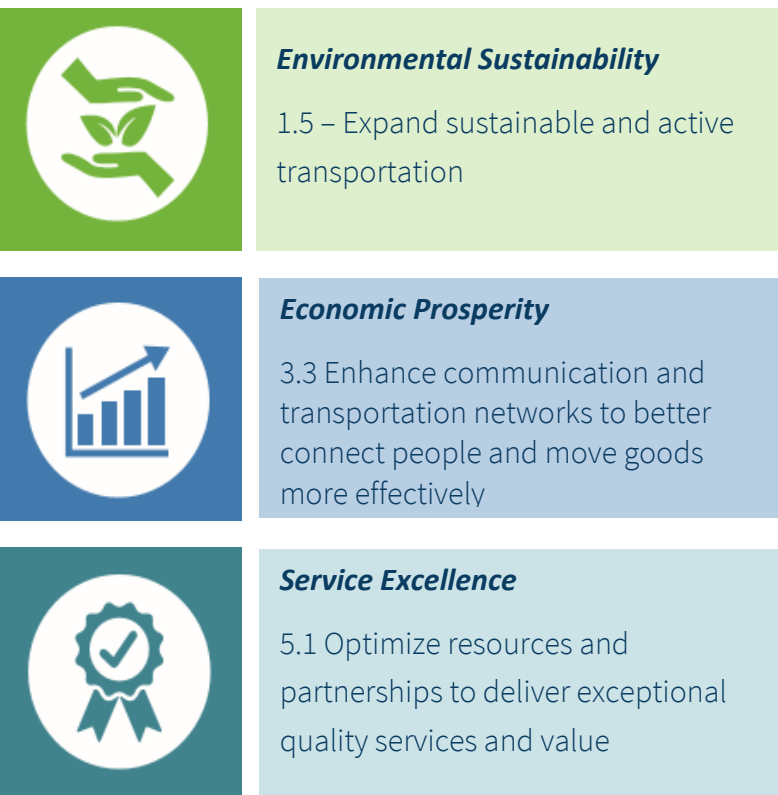 Environmental Sustainability
1.5 – Expand sustainable and active
transportation
Economic Prosperity
3.3 Enhance communication and
transportation networks to better
connect people and move goods
more effectively
Service Excellence
5.1 Optimize resources and
partnerships to deliver exceptional
quality services and value